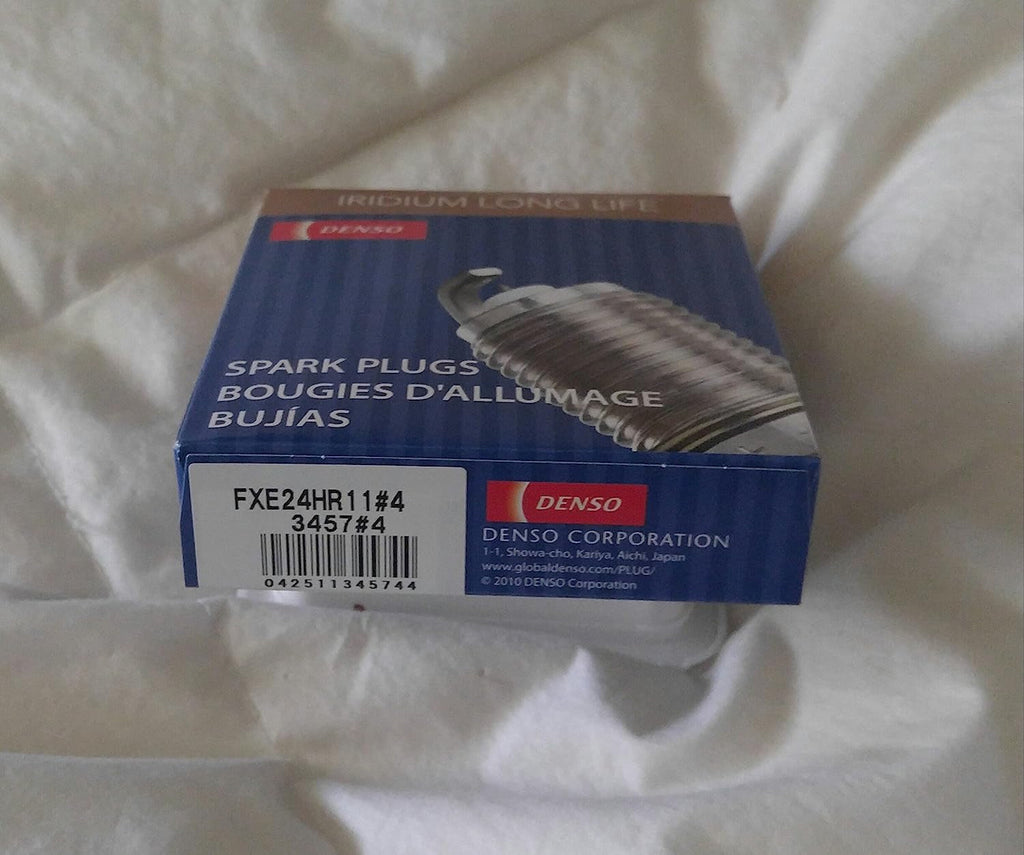 IRIDIUM LONG LIFE
DENSO
SPARK PLUGS
BOUGIES D'ALLUMAGE
BUJÍAS
FXE24HR11#4
3457#4
042511345744
DENSO
DENSO CORPORATION
1-1, Showa-cho, Kariya, Aichi, Japan
www.globaldenso.com/PLUG/
© 2010 DENSO Corporation